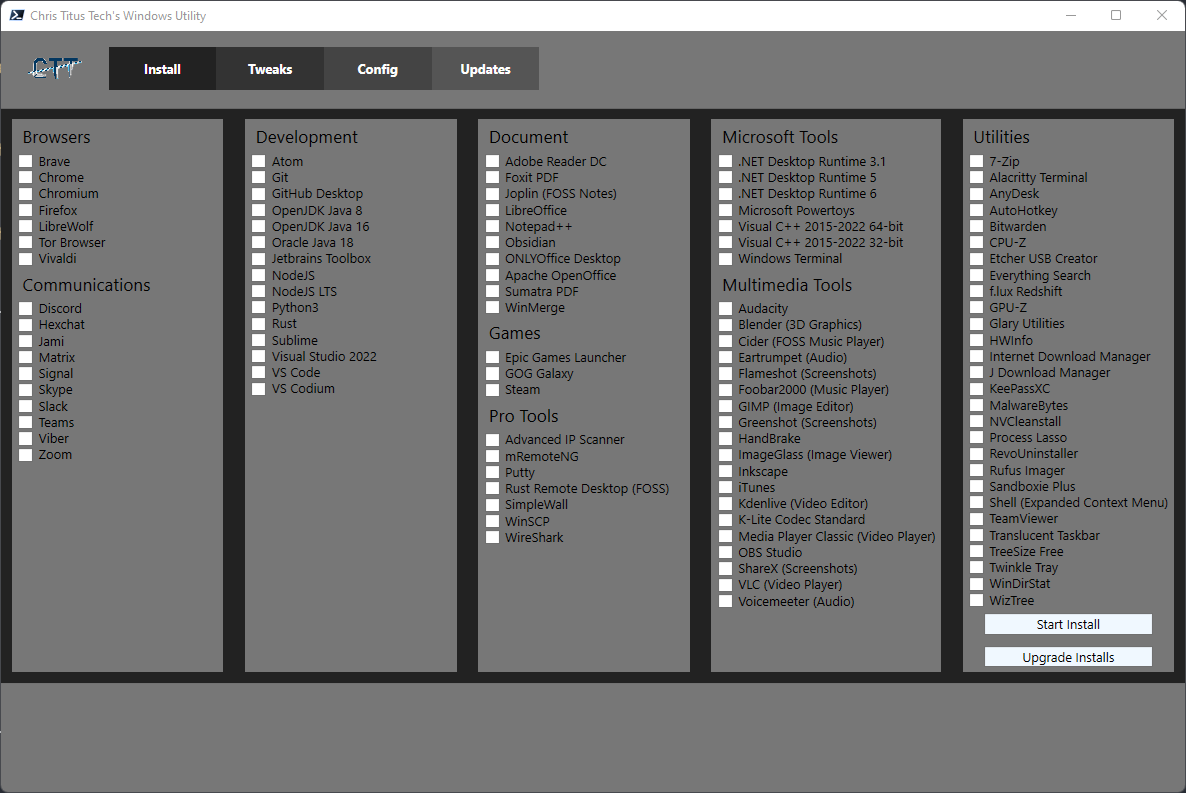 Chris Titus Tech's Windows Utility
CTT
Install
Tweaks
Config
Updates
Browsers
Brave
Chrome
Chromium
Firefox
LibreWolf
Tor Browser
Vivaldi
Communications
Discord
Hexchat
Jami
Matrix
Signal
Skype
Slack
Teams
Viber
Zoom
Development
Atom
Git
GitHub Desktop
OpenJDK Java 8
OpenJDK Java 16
Oracle Java 18
Jetbrains Toolbox
NodeJS
NodeJS LTS
Python3
Rust
Sublime
Visual Studio 2022
VS Code
VS Codium
Document
Adobe Reader DC
Foxit PDF
Joplin (FOSS Notes)
LibreOffice
Notepad++
Obsidian
ONLYOffice Desktop
Apache OpenOffice
Sumatra PDF
WinMerge
Games
Epic Games Launcher
GOG Galaxy
Steam
Pro Tools
Advanced IP Scanner
mRemoteNG
Putty
Rust Remote Desktop (FOSS)
SimpleWall
WinSCP
WireShark
Microsoft Tools
.NET Desktop Runtime 3.1
.NET Desktop Runtime 5
.NET Desktop Runtime 6
Microsoft Powertoys
Visual C++ 2015-2022 64-bit
Visual C++ 2015-2022 32-bit
Windows Terminal
Multimedia Tools
Audacity
Blender (3D Graphics)
Cider (FOSS Music Player)
Eartrumpet (Audio)
Flameshot (Screenshots)
Foobar2000 (Music Player)
GIMP (Image Editor)
Greenshot (Screenshots)
HandBrake
ImageGlass (Image Viewer)
Inkscape
iTunes
Kdenlive (Video Editor)
K-Lite Codec Standard
Media Player Classic (Video Player)
OBS Studio
ShareX (Screenshots)
VLC (Video Player)
Voicemeeter (Audio)
Utilities
7-Zip
Alacritty Terminal
AnyDesk
AutoHotkey
Bitwarden
CPU-Z
Etcher USB Creator
Everything Search
f.lux Redshift
GPU-Z
Glary Utilities
HWInfo
Internet Download Manager
J Download Manager
KeePassXC
MalwareBytes
NVCleanstall
Process Lasso
RevoUninstaller
Rufus Imager
Sandboxie Plus
Shell (Expanded Context Menu)
TeamViewer
Translucent Taskbar
TreeSize Free
Twinkle Tray
WinDirStat
WizTree
Start Install
Upgrade Installs